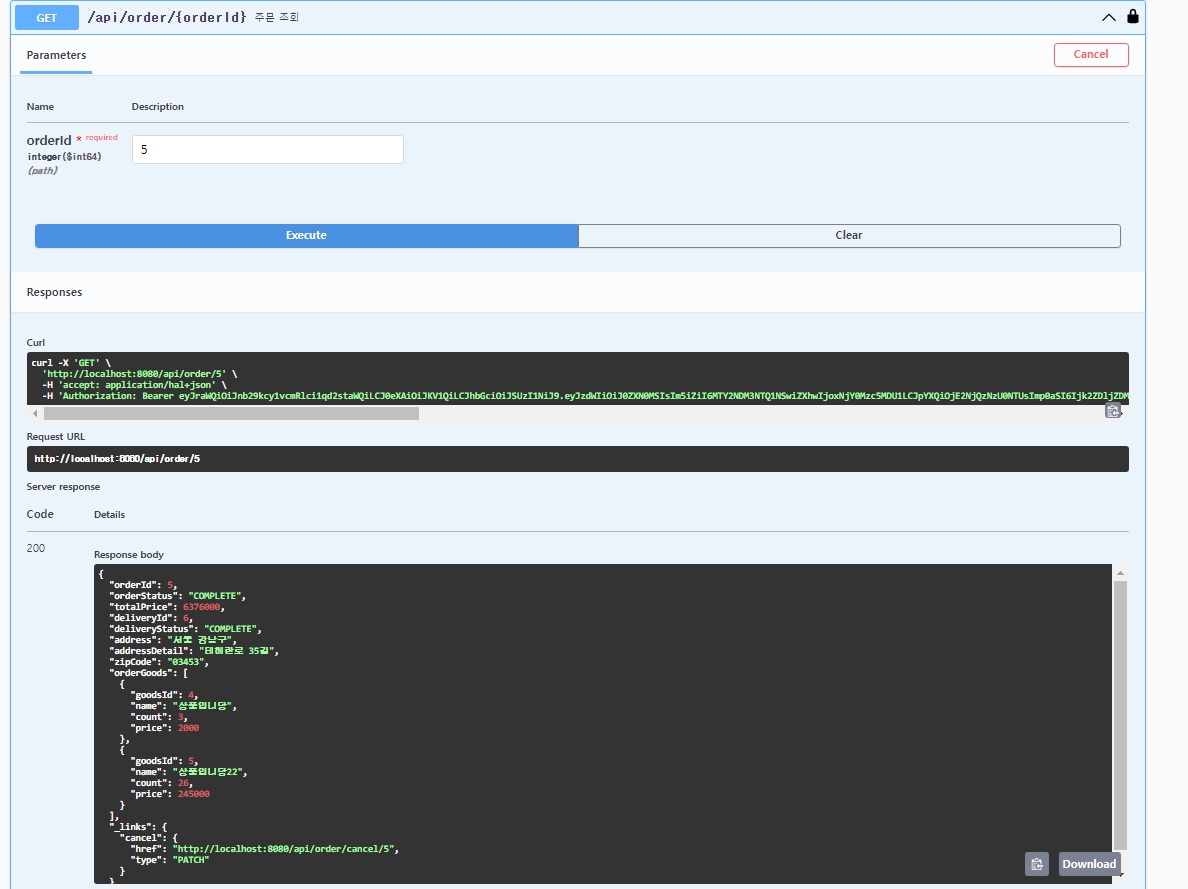 GET /api/order/{orderId} 주문 조회
Parameters
Cancel
Name Description
orderId * required
integer($int64)
(path)
5
Execute Clear
Responses
Curl
curl -X 'GET' \
'http://localhost:8080/api/order/5' \
-H 'accept: application/hal+json' \
-H 'Authorization: Bearer
Request URL
http://localhost:8080/api/order/5
Server response
Code Details
200
Response body
{
"orderId": 5,
"orderStatus": "COMPLETE",
"totalPrice": 6376000,
"deliveryId": 6,
"deliveryStatus": "COMPLETE",
"address": "서울 강남구",
"addressDetail": "테헤란로 35길",
"zipCode": "03453",
"orderGoods": [
{
"goodsId": 4,
"name": "상품입니당",
"count": 3,
"price": 2000
},
{
"goodsId": 5,
"name": "상품입니당22",
"count": 26,
"price": 245000
}
],
"_links": {
"cancel": {
"href": "http://localhost:8080/api/order/cancel/5",
"type": "PATCH"
}
}
Download